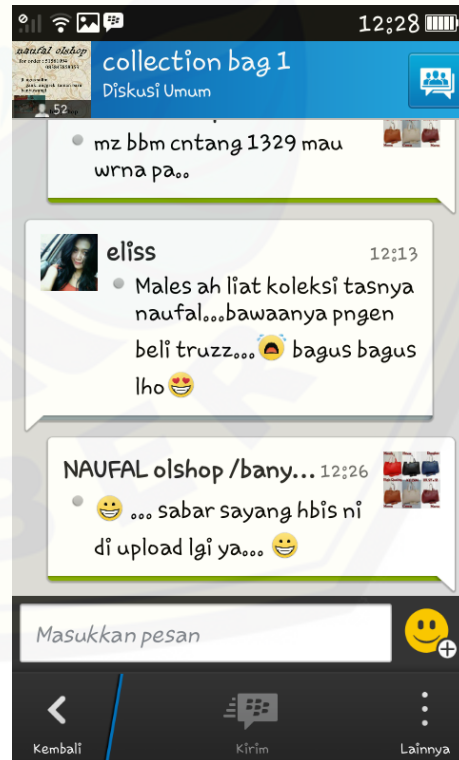 12:28
naufal olshop
52
collection bag 1
Diskusi Umum
mz bbm cntang 1329 mau
wrna pa..
eliss
12:13
Males ah liat koleksi tasnya
naufal...bawaanya pngen
beli truzz...😭 bagus bagus
lho😍
NAUFAL olshop /bany... 12:26
😀 ... sabar sayang hbis ni
di upload lgi ya... 😀
Masukkan pesan
Kembali
Kirim
Lainnya